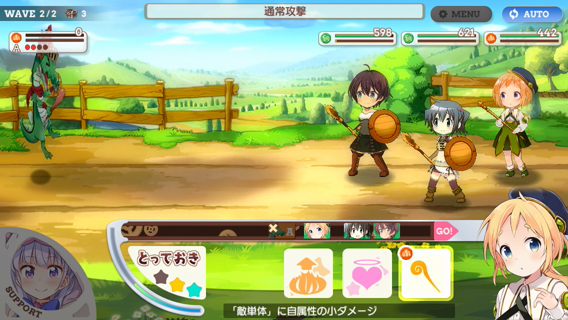 WAVE 2/2 3
通常攻撃
MENU
AUTO
0
A
598
621
442
A
GO!
とっておき
SUPPORT
「敵単体」に自属性の小ダメージ